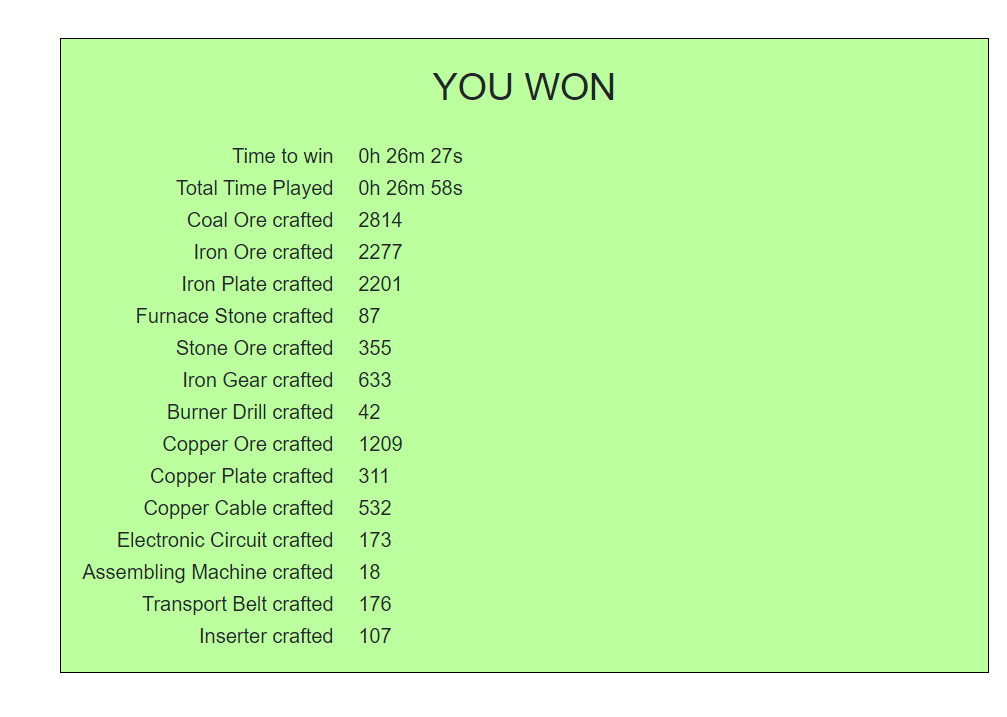 YOU WON
Time to win 0h 26m 27s
Total Time Played 0h 26m 58s
Coal Ore crafted 2814
Iron Ore crafted 2277
Iron Plate crafted 2201
Furnace Stone crafted 87
Stone Ore crafted 355
Iron Gear crafted 633
Burner Drill crafted 42
Copper Ore crafted 1209
Copper Plate crafted 311
Copper Cable crafted 532
Electronic Circuit crafted 173
Assembling Machine crafted 18
Transport Belt crafted 176
Inserter crafted 107